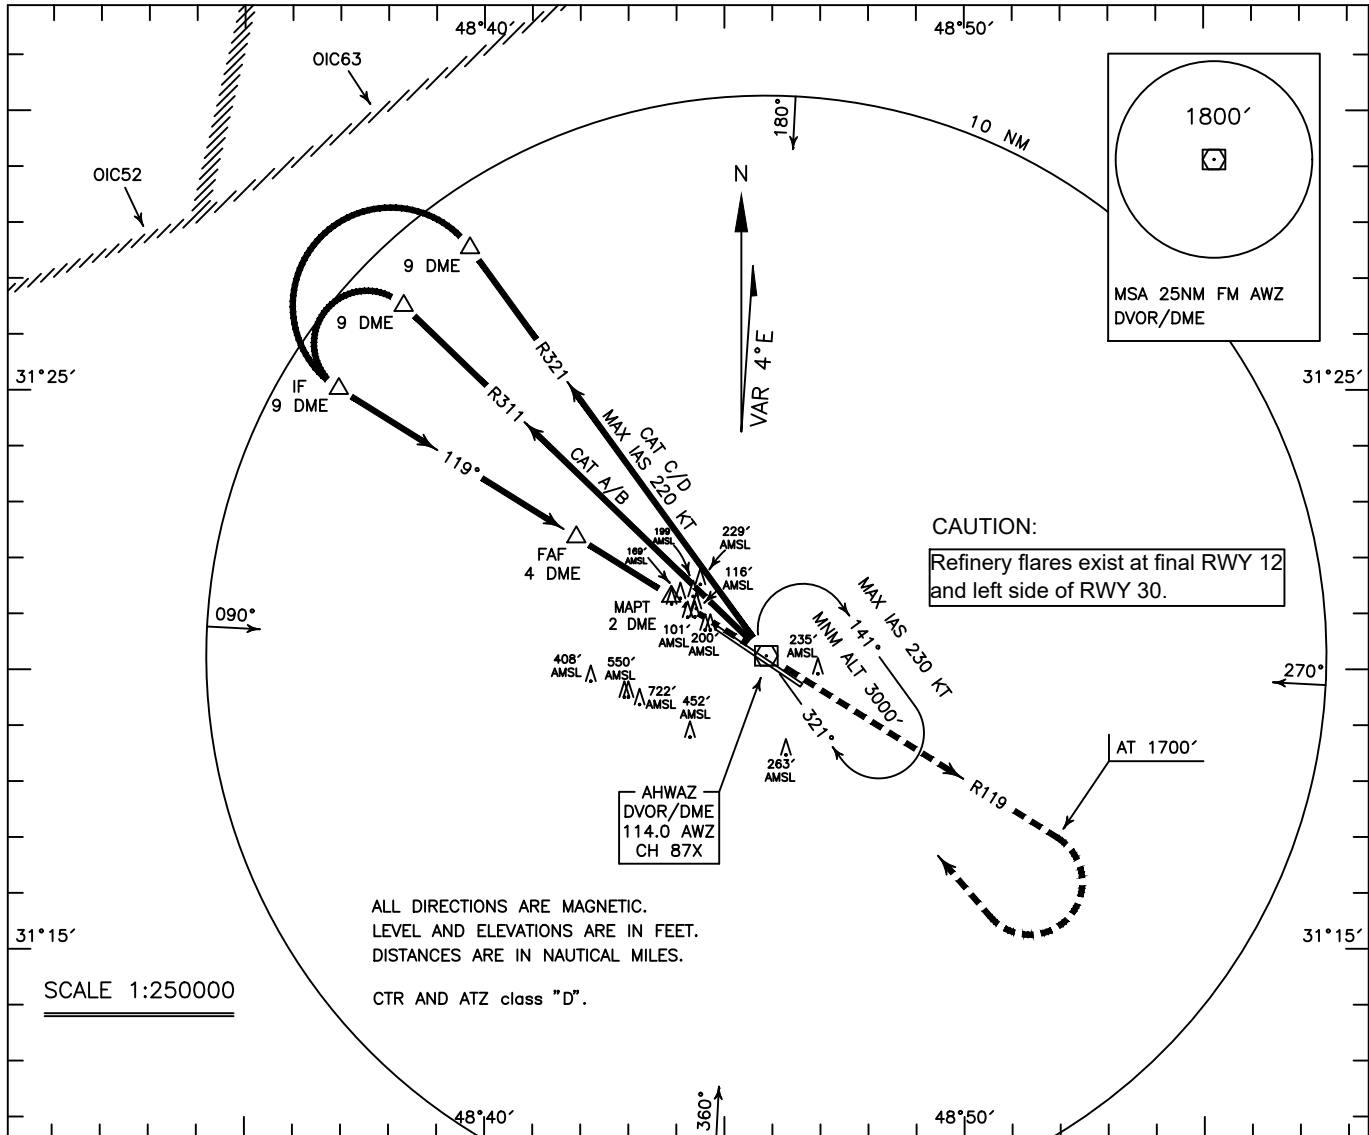 48°40′
48°50′
OIC63
OIC52
180°
10 NM
1800′
MSA 25NM FM AWZ
DVOR/DME
N
VAR 4°E
9 DME
9 DME
IF
9 DME
31°25′
31°25′
R321
R311
119°
CAT C/D
MAX IAS 220 KT
CAT A/B
FAF
4 DME
199′
AMSL
229′
AMSL
169′
AMSL
116′
AMSL
MAPT
2 DME
101′
AMSL
200′
AMSL
235′
AMSL
408′
AMSL
550′
AMSL
722′
AMSL
452′
AMSL
263′
AMSL
CAUTION:
Refinery flares exist at final RWY 12
and left side of RWY 30.
090°
270°
MAX IAS 230 KT
141°
MNM ALT 3000′
321°
AT 1700′
R119
AHWAZ
DVOR/DME
114.0 AWZ
CH 87X
ALL DIRECTIONS ARE MAGNETIC.
LEVEL AND ELEVATIONS ARE IN FEET.
DISTANCES ARE IN NAUTICAL MILES.
CTR AND ATZ class "D".
31°15′
31°15′
SCALE 1:250000
360°
48°40′
48°50′